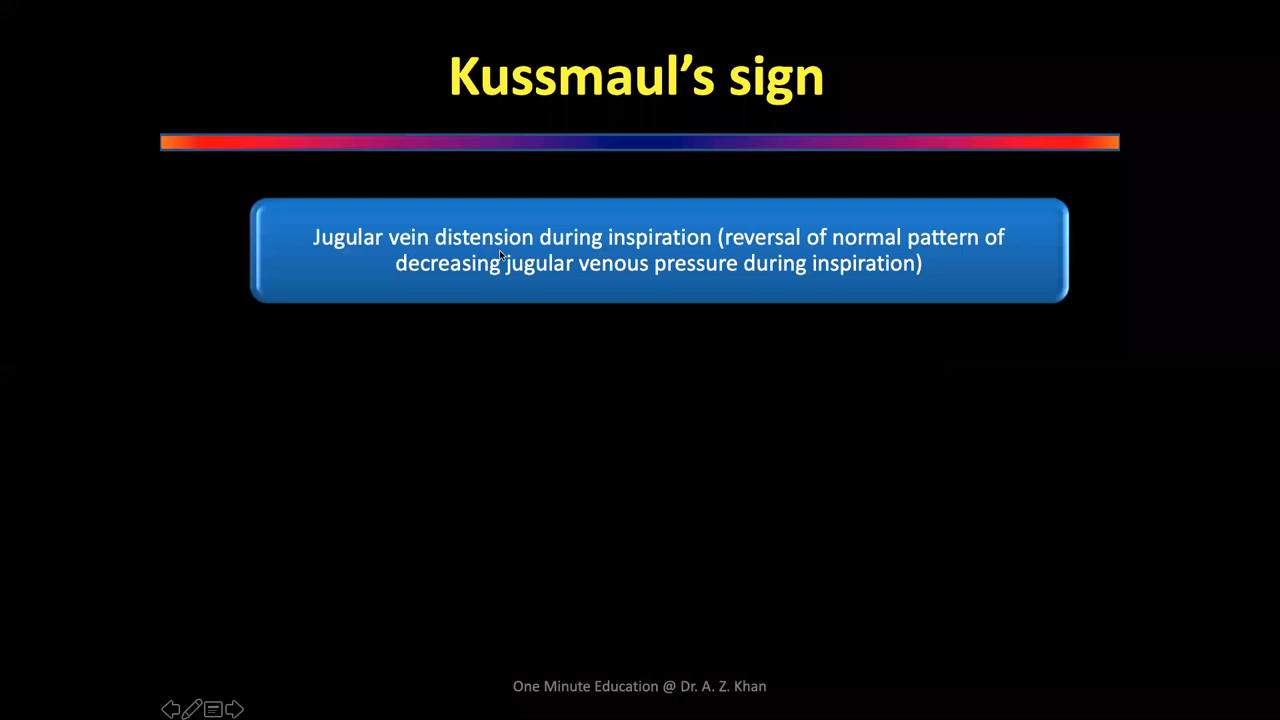 Kussmaul’s sign
Jugular vein distension during inspiration (reversal of normal pattern of
decreasing jugular venous pressure during inspiration)
One Minute Education @ Dr. A. Z. Khan